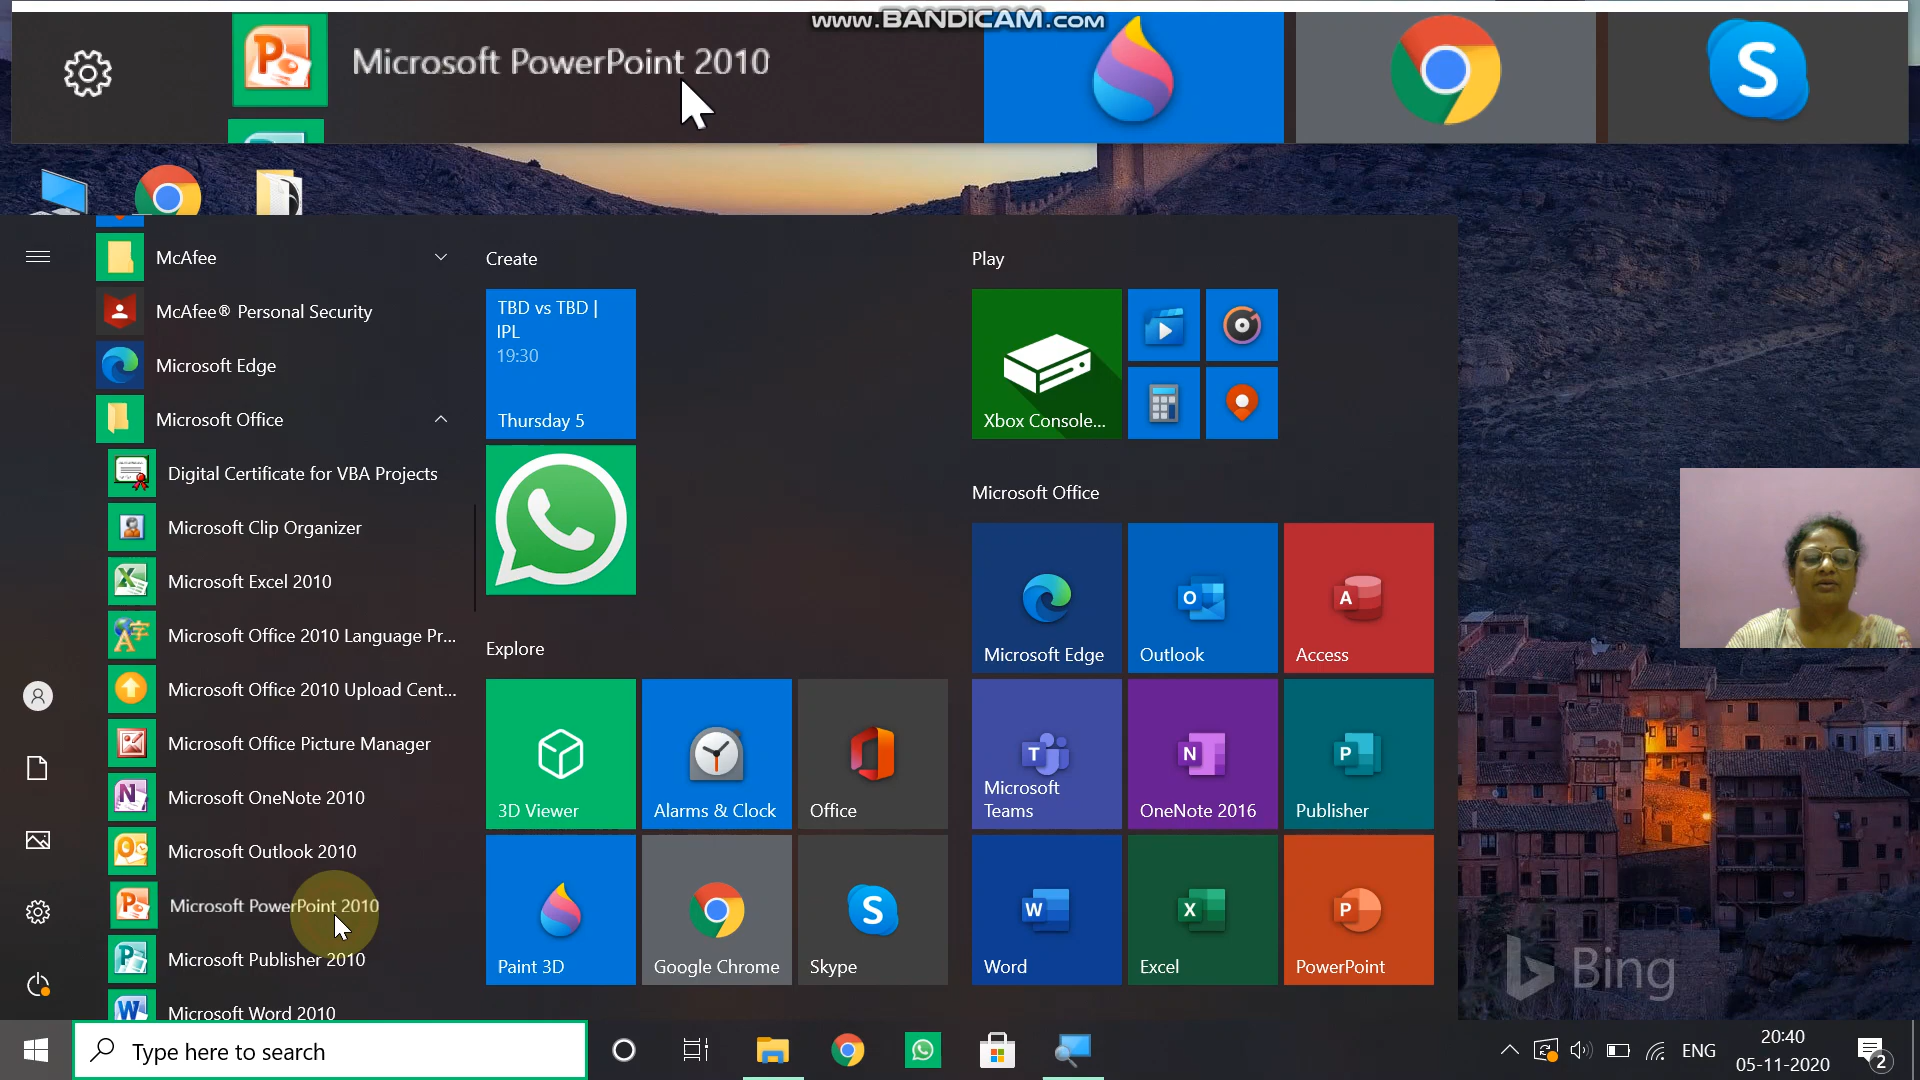 www.BANDICAM.com
Microsoft PowerPoint 2010
McAfee
McAfee® Personal Security
Microsoft Edge
Microsoft Office
Digital Certificate for VBA Projects
Microsoft Clip Organizer
Microsoft Excel 2010
Microsoft Office 2010 Language Pr...
Microsoft Office 2010 Upload Cent...
Microsoft Office Picture Manager
Microsoft OneNote 2010
Microsoft Outlook 2010
Microsoft PowerPoint 2010
Microsoft Publisher 2010
Microsoft Word 2010
Create
TBD vs TBD |
IPL
19:30
Thursday 5
Explore
3D Viewer
Alarms & Clock
Office
Paint 3D
Google Chrome
Skype
Play
Xbox Console...
Microsoft Office
Microsoft Edge
Outlook
Access
Microsoft
Teams
OneNote 2016
Publisher
Word
Excel
PowerPoint
Bing
Type here to search
ENG
20:40
05-11-2020
2